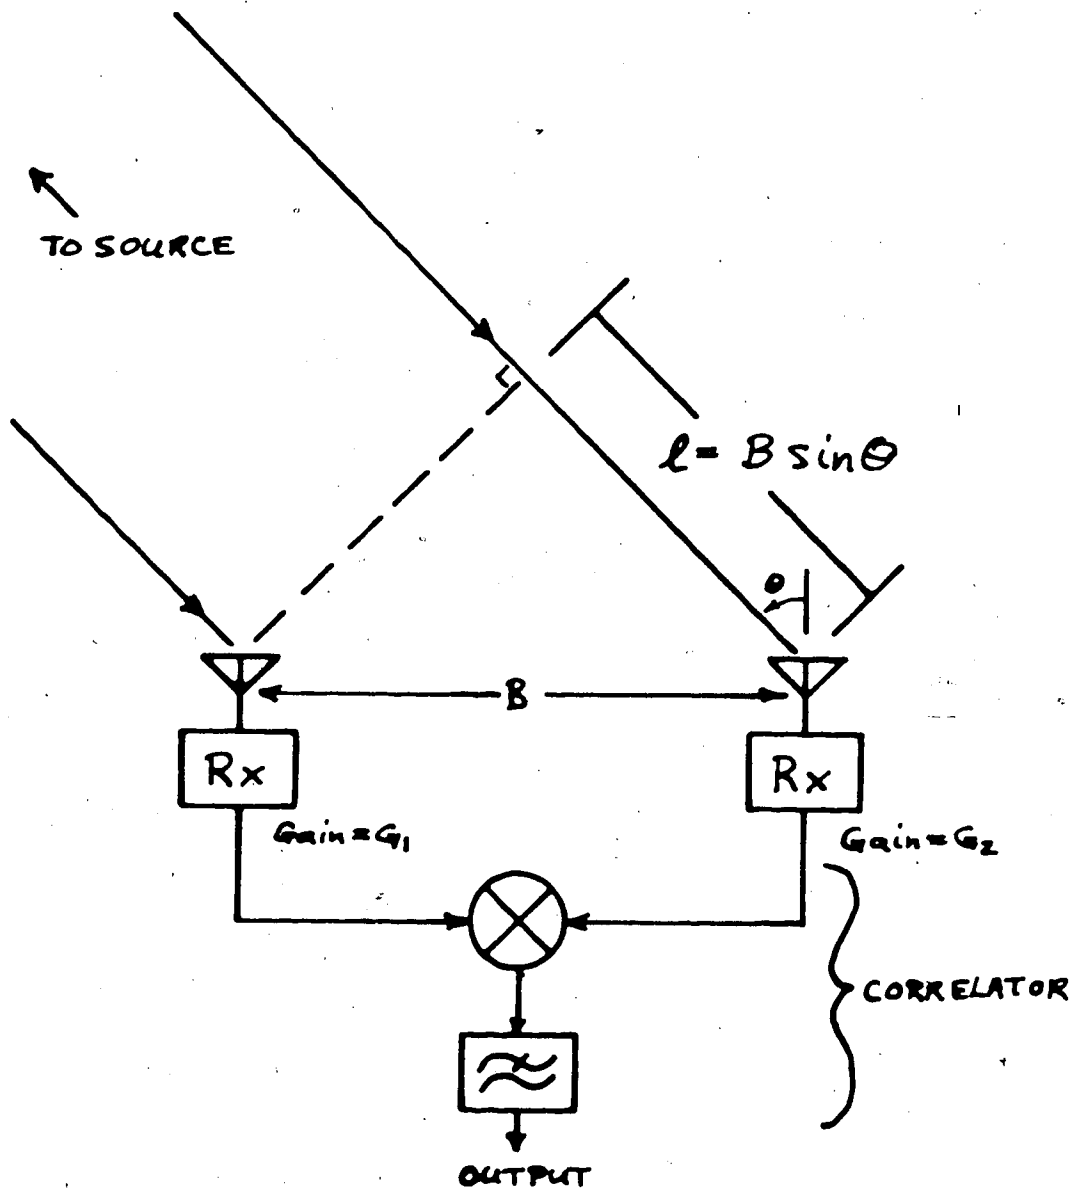 TO SOURCE
l = B sinθ
θ
B
Rx
Rx
Gain = G₁
Gain = G₂
CORRELATOR
OUTPUT